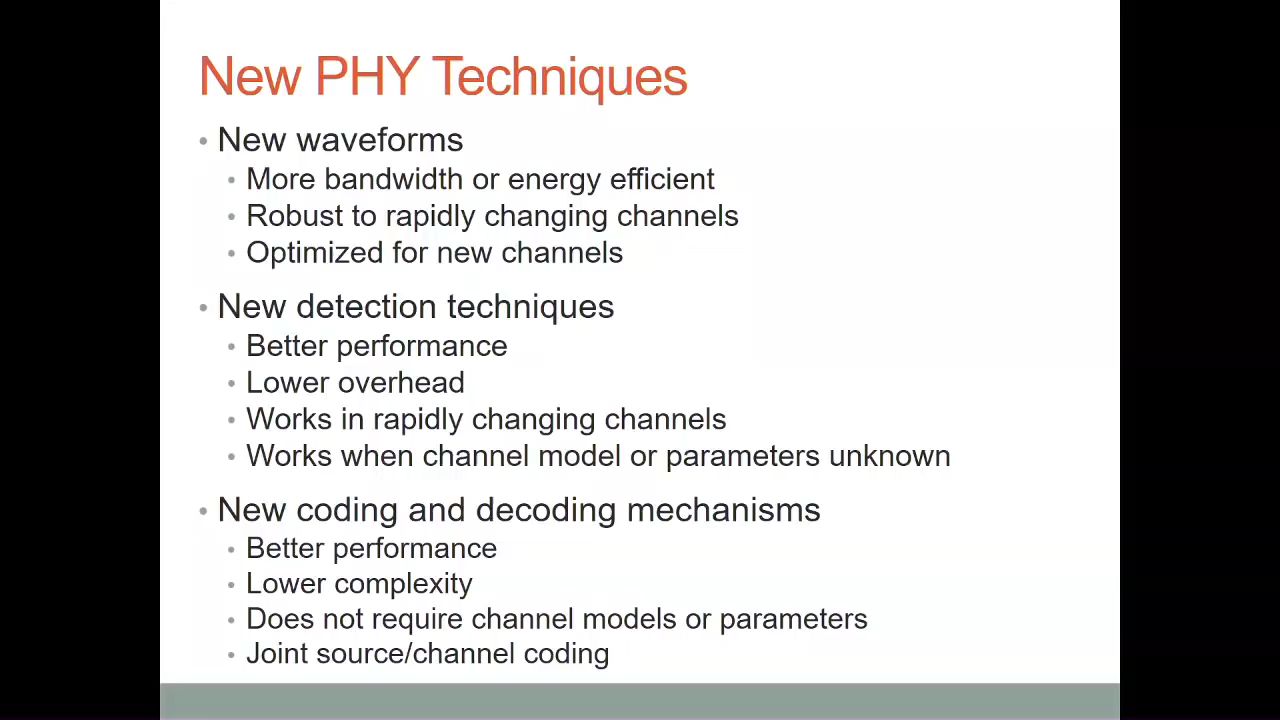 New PHY Techniques
• New waveforms
• More bandwidth or energy efficient
• Robust to rapidly changing channels
• Optimized for new channels
• New detection techniques
• Better performance
• Lower overhead
• Works in rapidly changing channels
• Works when channel model or parameters unknown
• New coding and decoding mechanisms
• Better performance
• Lower complexity
• Does not require channel models or parameters
• Joint source/channel coding